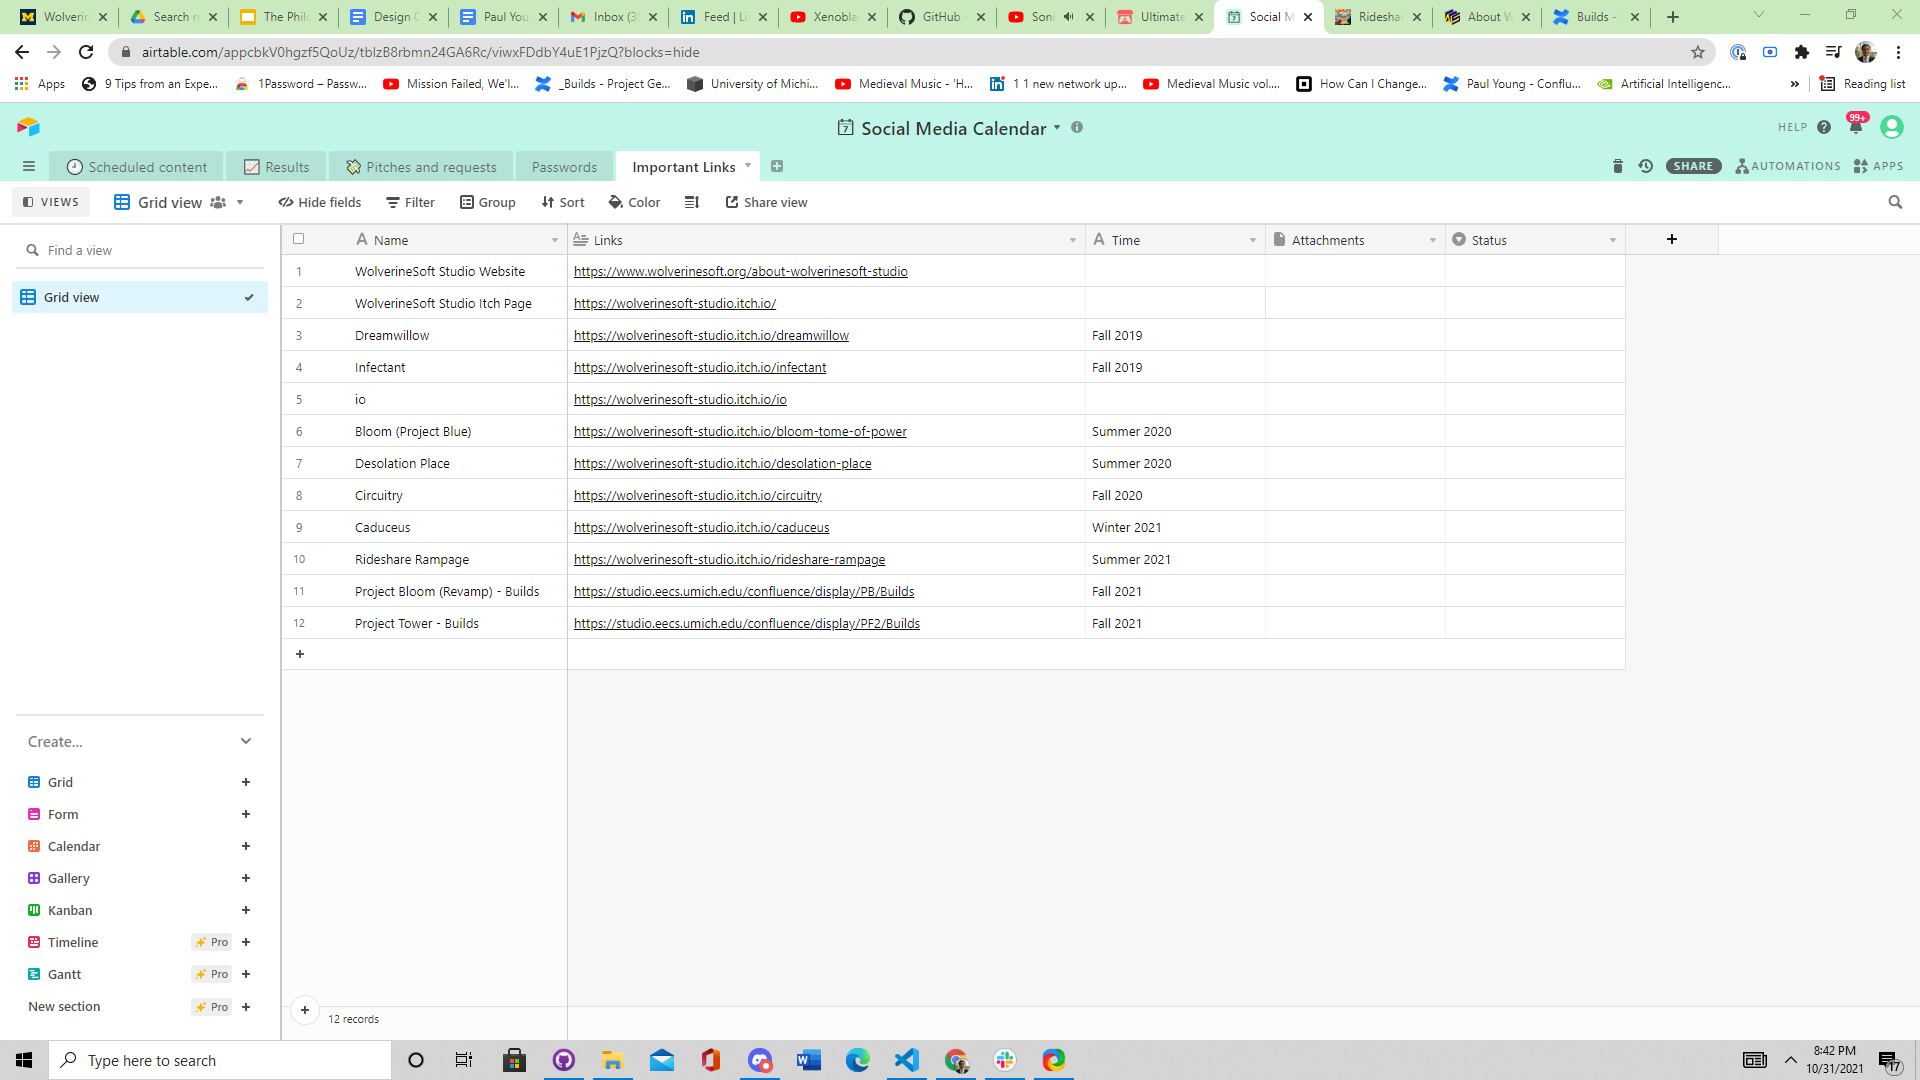 Wolverin
Search r
The Phil
Design C
Paul You
Inbox (3
Feed | Li
Xenobla
GitHub -
Soni
Ultimate
Social M
Rideshar
About W
Builds -
airtable.com/appcbkV0hgzf5QoUz/tblzB8rbmn24GA6Rc/viwxFDdbY4uE1PjzQ?blocks=hide
Apps
9 Tips from an Expe...
1Password – Passw...
Mission Failed, We'l...
_Builds - Project Ge...
University of Michi...
Medieval Music - 'H...
1 1 new network up...
Medieval Music vol....
How Can I Change...
Paul Young - Conflu...
Artificial Intelligenc...
»
Reading list
7 Social Media Calendar
HELP ?
99+
Scheduled content
Results
Pitches and requests
Passwords
Important Links
SHARE
AUTOMATIONS
APPS
VIEWS
Grid view
Hide fields
Filter
Group
Sort
Color
Share view
Find a view
Grid view
Name Links Time Attachments Status
1 WolverineSoft Studio Website https://www.wolverinesoft.org/about-wolverinesoft-studio
2 WolverineSoft Studio Itch Page https://wolverinesoft-studio.itch.io/
3 Dreamwillow https://wolverinesoft-studio.itch.io/dreamwillow Fall 2019
4 Infectant https://wolverinesoft-studio.itch.io/infectant Fall 2019
5 io https://wolverinesoft-studio.itch.io/io
6 Bloom (Project Blue) https://wolverinesoft-studio.itch.io/bloom-tome-of-power Summer 2020
7 Desolation Place https://wolverinesoft-studio.itch.io/desolation-place Summer 2020
8 Circuitry https://wolverinesoft-studio.itch.io/circuitry Fall 2020
9 Caduceus https://wolverinesoft-studio.itch.io/caduceus Winter 2021
10 Rideshare Rampage https://wolverinesoft-studio.itch.io/rideshare-rampage Summer 2021
11 Project Bloom (Revamp) - Builds https://studio.eecs.umich.edu/confluence/display/PB/Builds Fall 2021
12 Project Tower - Builds https://studio.eecs.umich.edu/confluence/display/PF2/Builds Fall 2021
Create...
Grid
Form
Calendar
Gallery
Kanban
Timeline Pro
Gantt Pro
New section Pro
12 records
Type here to search
8:42 PM
10/31/2021
17